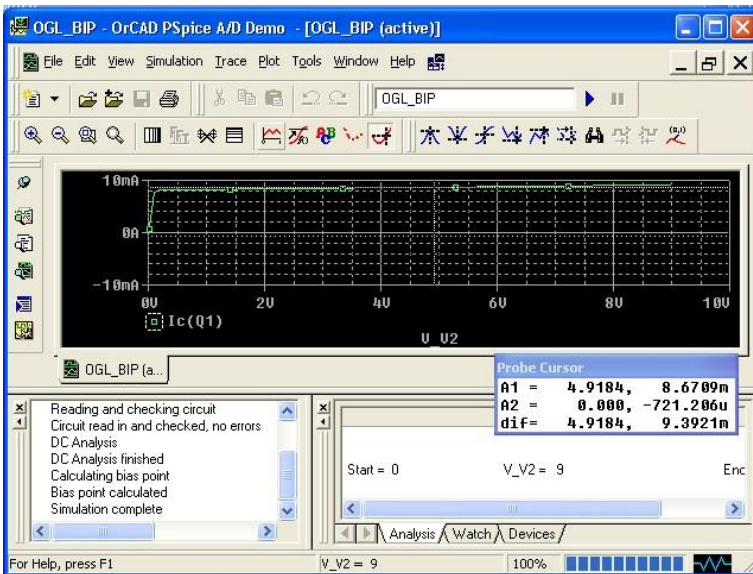 OGL_BIP - OrCAD PSpice A/D Demo - [OGL_BIP (active)]
File Edit View Simulation Trace Plot Tools Window Help
OGL_BIP
10mA
0A
-10mA
0V 2V 4V 6V 8V 10V
Ic(Q1)
V_V2
OGL_BIP (a...
Probe Cursor
A1 = 4.9184, 8.6709m
A2 = 0.000, -721.206u
dif= 4.9184, 9.3921m
Reading and checking circuit
Circuit read in and checked, no errors
DC Analysis
DC Analysis finished
Calculating bias point
Bias point calculated
Simulation complete
Start = 0 V_V2 = 9 Enc
Analysis Watch Devices
For Help, press F1 V_V2 = 9 100%